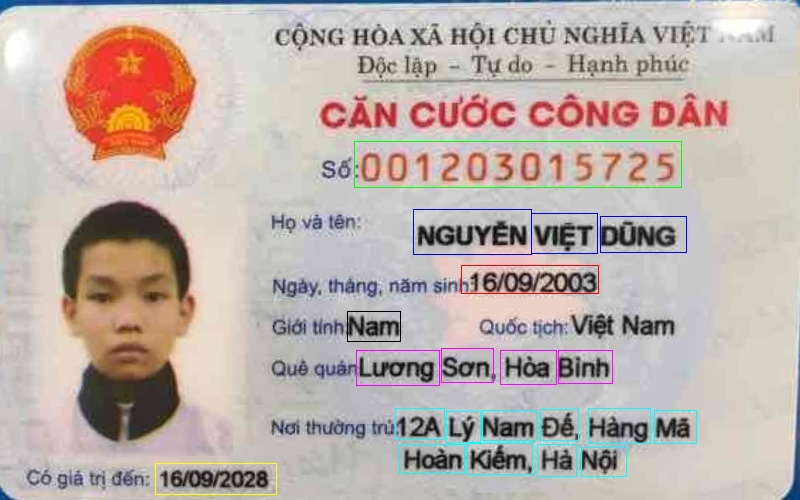 CỘNG HÒA XÃ HỘI CHỦ NGHĨA VIỆT NAM
Độc lập - Tự do - Hạnh phúc
CĂN CƯỚC CÔNG DÂN
Số: 001203015725
Họ và tên: NGUYỄN VIỆT DŨNG
Ngày, tháng, năm sinh: 16/09/2003
Giới tính: Nam Quốc tịch: Việt Nam
Quê quán: Lương Sơn, Hòa Bình
Nơi thường trú: 12A Lý Nam Đế, Hàng Mã
Hoàn Kiếm, Hà Nội
Có giá trị đến: 16/09/2028